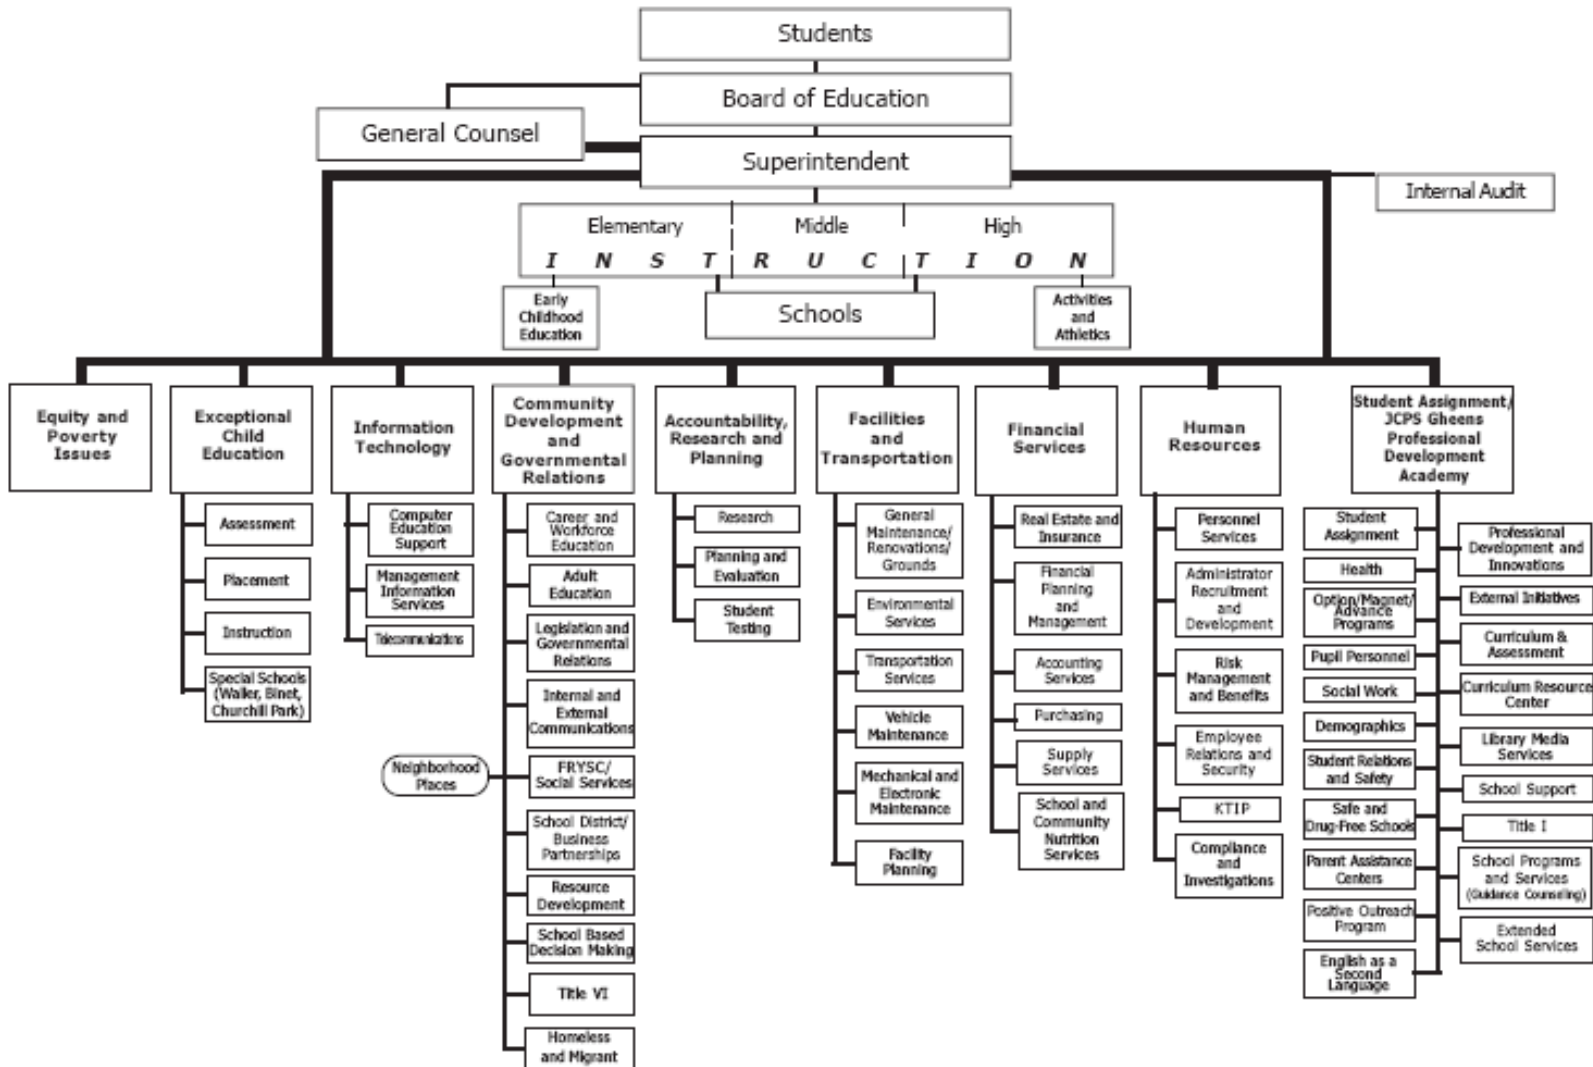 Students
Board of Education
General Counsel
Superintendent
Internal Audit
Elementary
Middle
High
I N S T R U C T I O N
Early
Childhood
Education
Schools
Activities
and
Athletics
Equity and
Poverty
Issues
Exceptional
Child
Education
Information
Technology
Community
Development
and
Governmental
Relations
Accountability,
Research and
Planning
Facilities
and
Transportation
Financial
Services
Human
Resources
Student Assignment/
JCPS Gheens
Professional
Development
Academy
Assessment
Placement
Instruction
Special Schools
(Waller, Binet,
Churchill Park)
Computer
Education
Support
Management
Information
Services
Telecommunications
Career and
Workforce
Education
Adult
Education
Legislation and
Governmental
Relations
Internal and
External
Communications
Neighborhood
Places
FRYSC/
Social Services
School District/
Business
Partnerships
Resource
Development
School Based
Decision Making
Title VI
Homeless
and Migrant
Research
Planning and
Evaluation
Student
Testing
General
Maintenance/
Renovations/
Grounds
Environmental
Services
Transportation
Services
Vehicle
Maintenance
Mechanical and
Electronic
Maintenance
Facility
Planning
Real Estate and
Insurance
Financial
Planning
and
Management
Accounting
Services
Purchasing
Supply
Services
School and
Community
Nutrition
Services
Personnel
Services
Administrator
Recruitment
and
Development
Risk
Management
and Benefits
Employee
Relations and
Security
KTIP
Compliance
and
Investigations
Student
Assignment
Health
Option/Magnet/
Advance
Programs
Pupil Personnel
Social Work
Demographics
Student Relations
and Safety
Safe and
Drug-Free Schools
Parent Assistance
Centers
Positive Outreach
Program
English as a
Second
Language
Professional
Development and
Innovations
External Initiatives
Curriculum &
Assessment
Curriculum Resource
Center
Library Media
Services
School Support
Title I
School Programs
and Services
(Guidance Counseling)
Extended
School Services